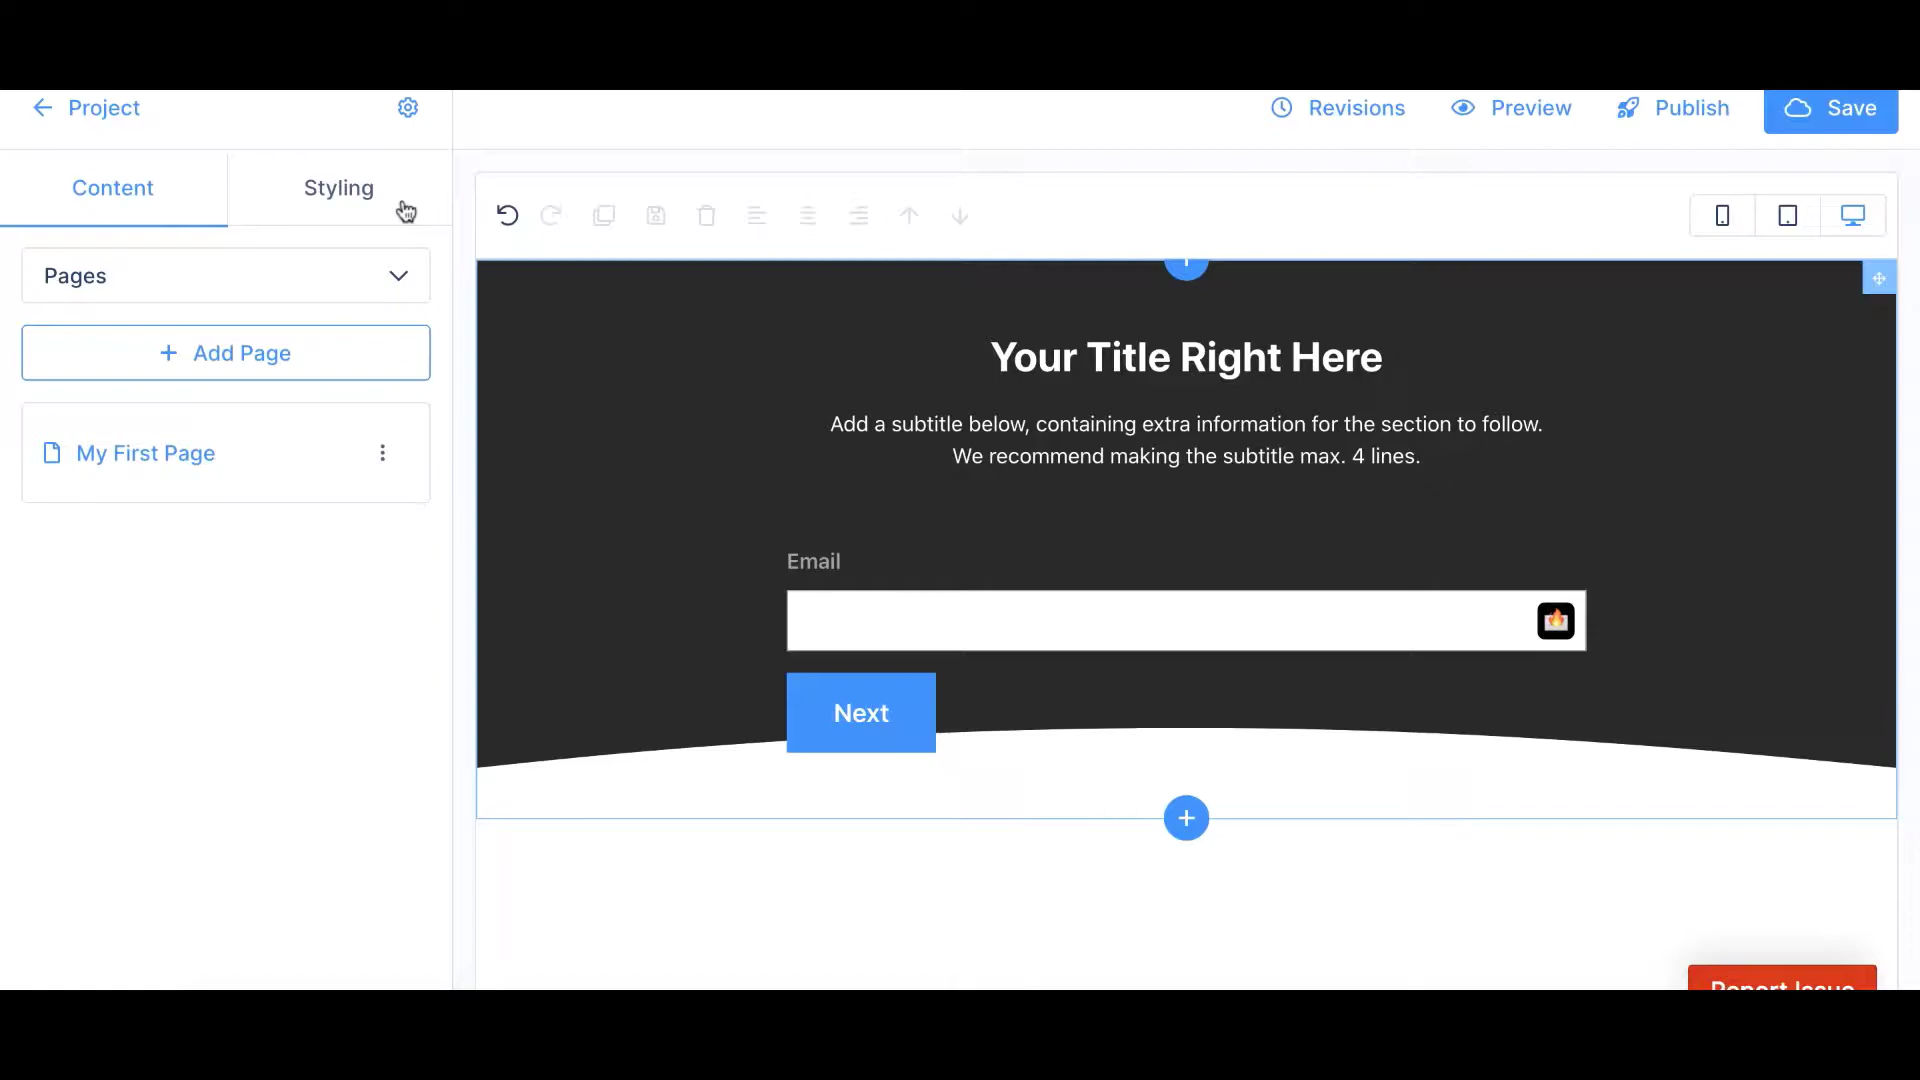 Project
Revisions
Preview
Publish
Save
Content
Styling
Pages
+ Add Page
My First Page
Your Title Right Here
Add a subtitle below, containing extra information for the section to follow.
We recommend making the subtitle max. 4 lines.
Email
Next
Report Issue